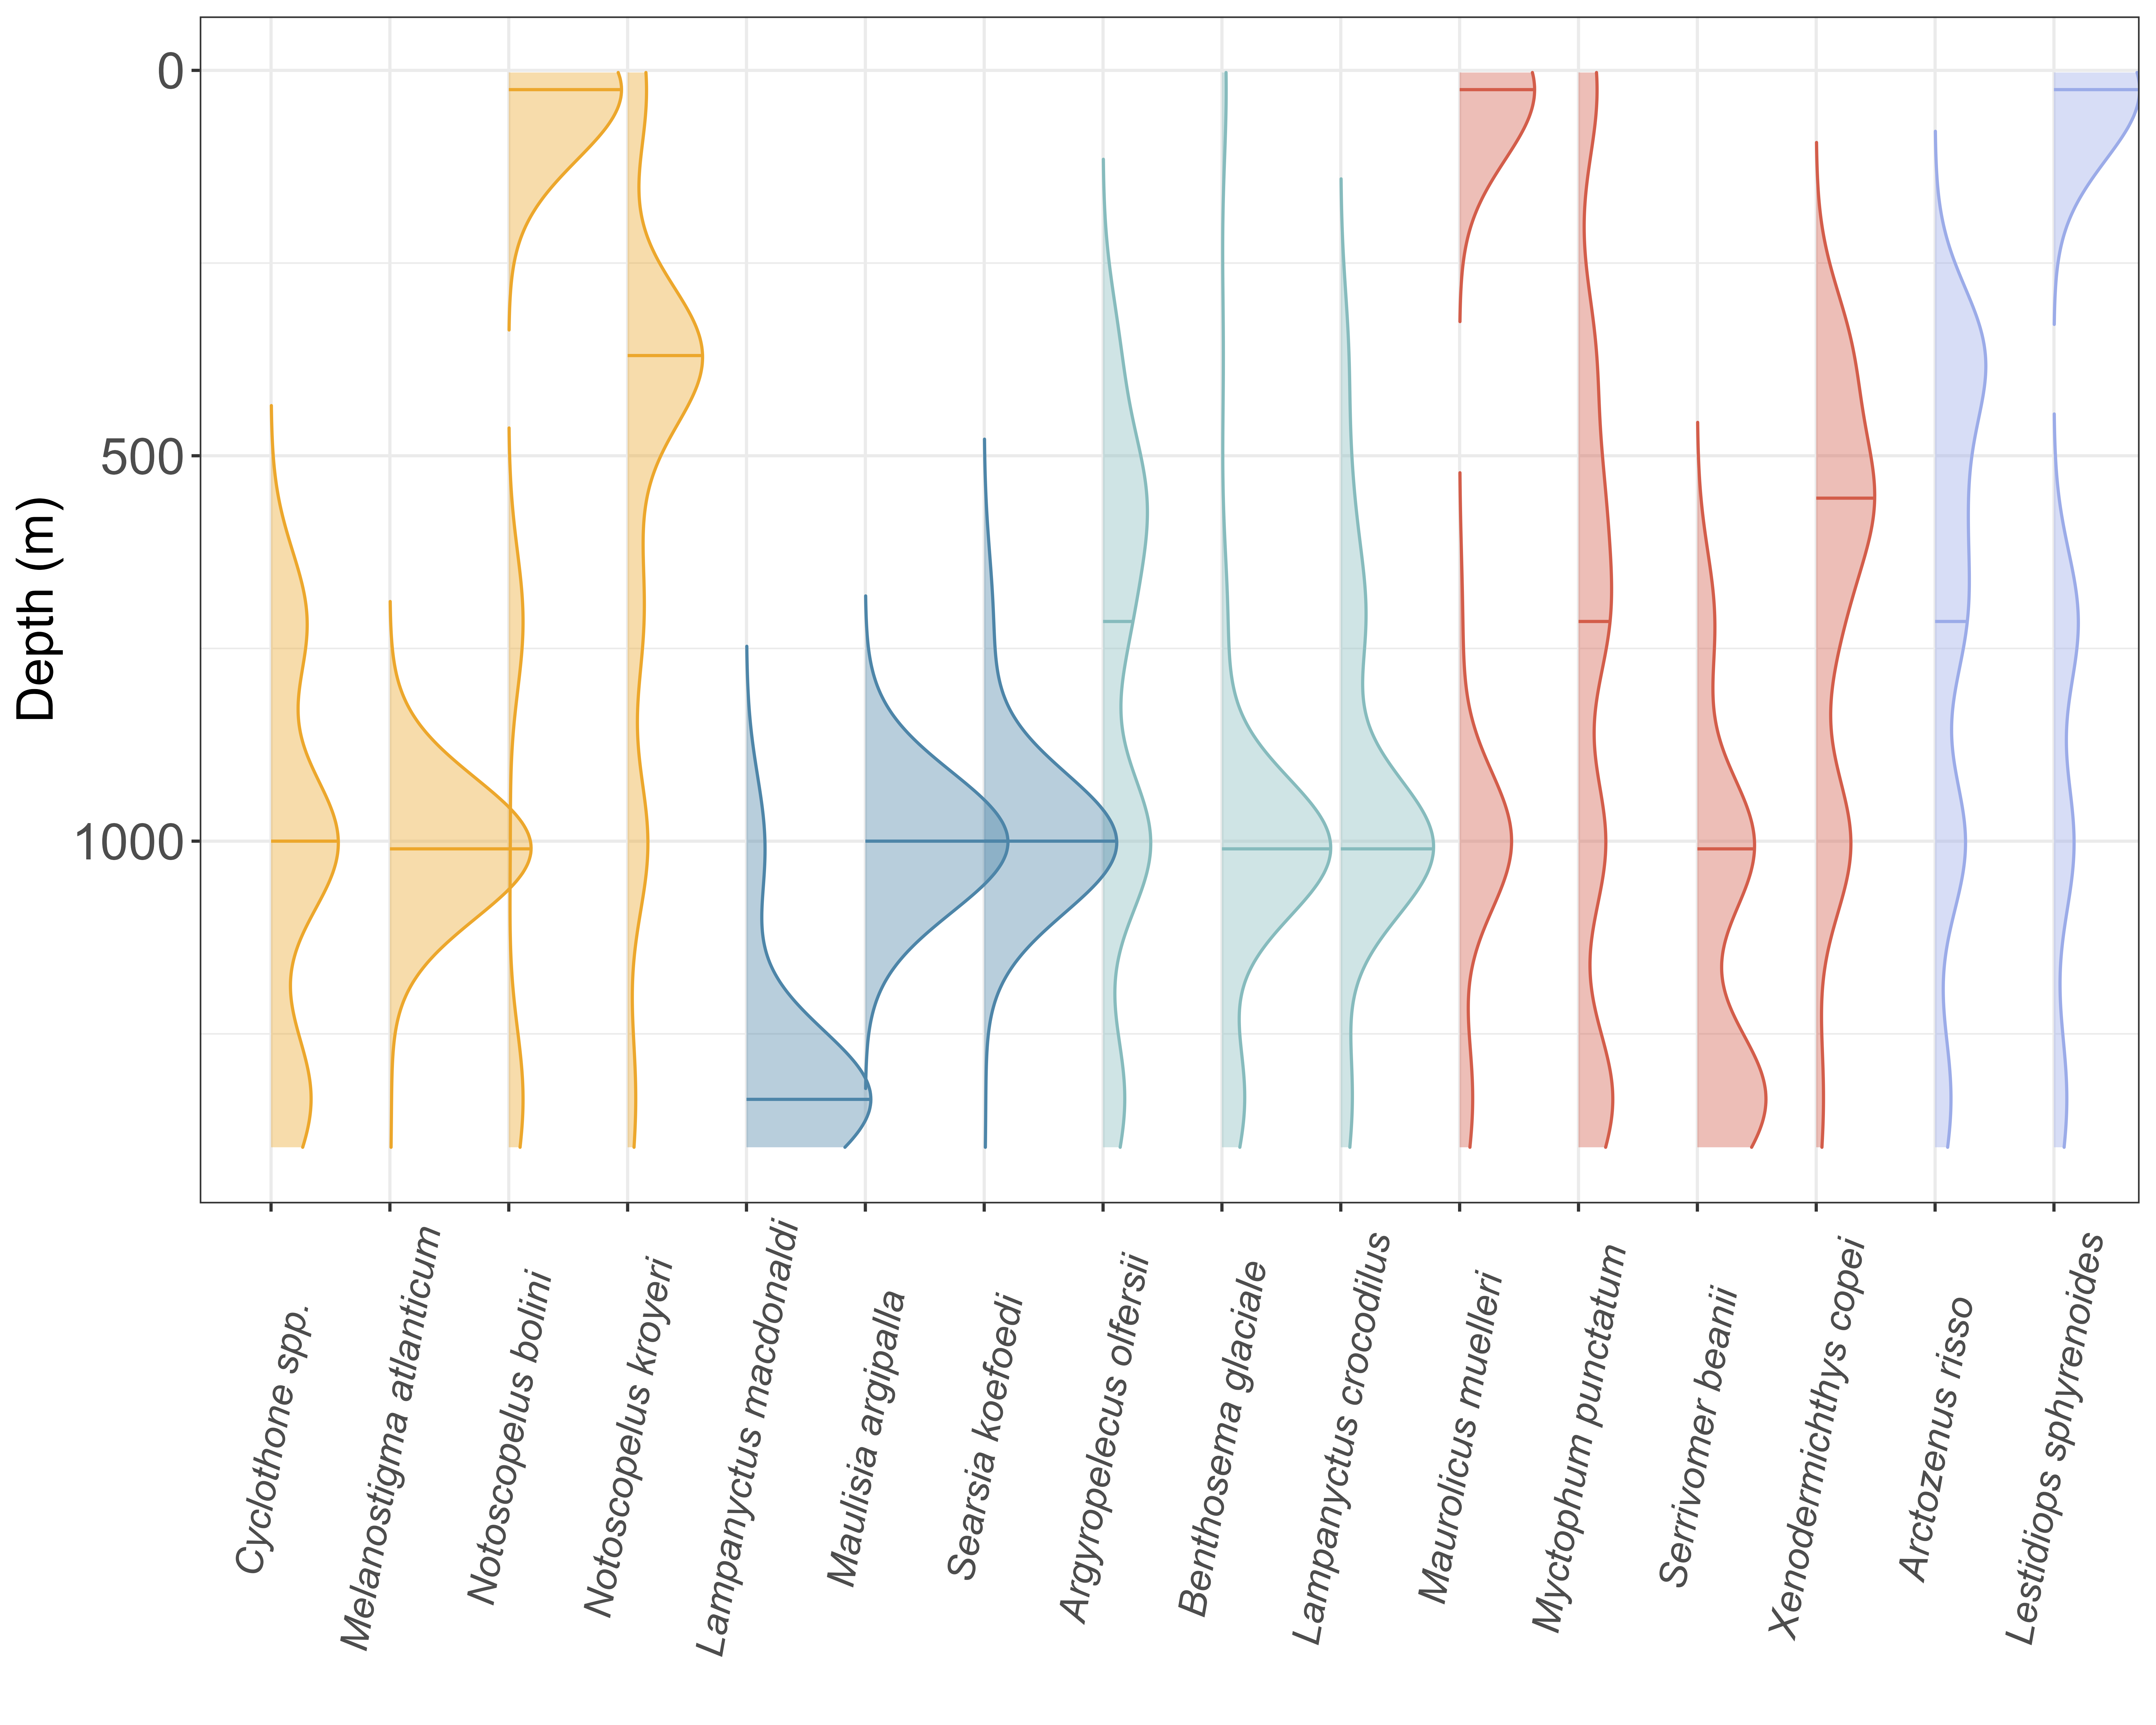 Depth (m)
0
500
1000
Cyclothone spp.
Melanostigma atlanticum
Notoscopelus bolini
Notoscopelus kroyeri
Lampanyctus macdonaldi
Maulisia argipalla
Searsia koefoedi
Argyropelecus olfersii
Benthosema glaciale
Lampanyctus crocodilus
Maurolicus muelleri
Myctophum punctatum
Serrivomer beanii
Xenodermichthys copei
Arctozenus risso
Lestidiops sphyrenoides